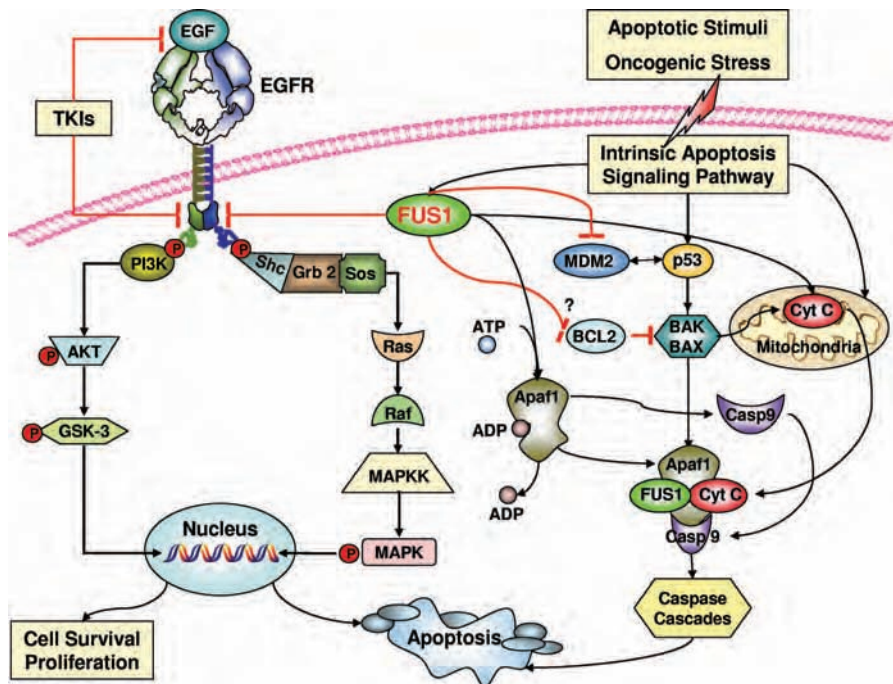 EGF
EGFR
TKIs
Apoptotic Stimuli
Oncogenic Stress
Intrinsic Apoptosis
Signaling Pathway
FUS1
P
PI3K
P
Shc
Grb 2
Sos
MDM2
p53
?
BCL2
BAK
BAX
Cyt C
Mitochondria
ATP
P
AKT
Ras
Apaf1
Casp9
Raf
P
GSK-3
ADP
MAPKK
Apaf1
FUS1
Cyt C
ADP
Casp 9
Nucleus
P
MAPK
Caspase
Cascades
Cell Survival
Proliferation
Apoptosis